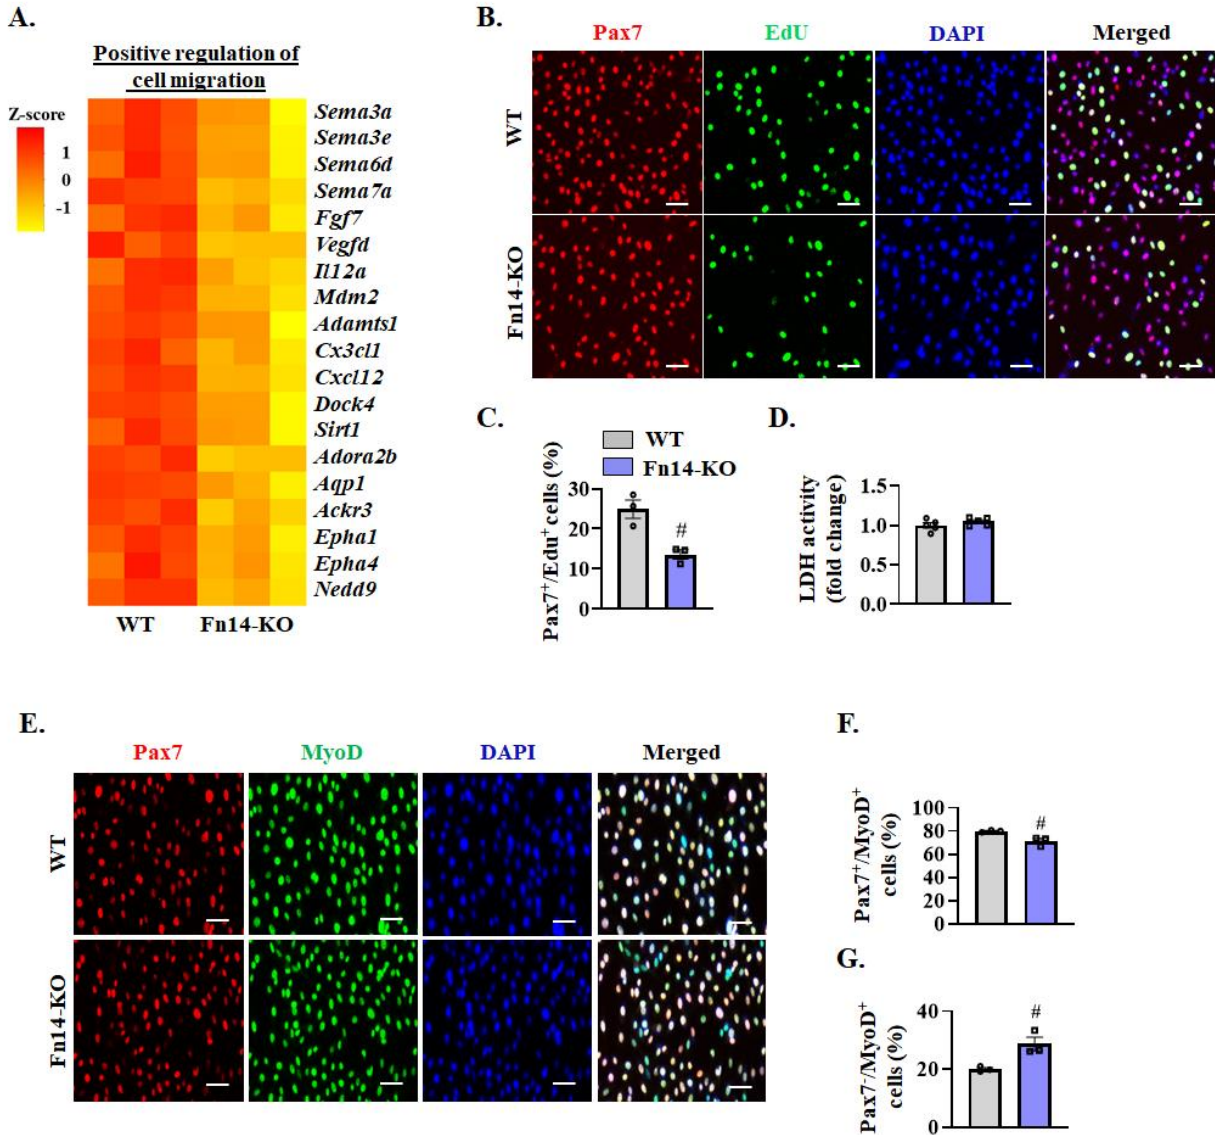 A.
Positive regulation of
cell migration
Z-score
1
0
-1
Sema3a
Sema3e
Sema6d
Sema7a
Fgf7
Vegfd
Il12a
Mdm2
Adamts1
Cx3cl1
Cxcl12
Dock4
Sirt1
Adora2b
Aqp1
Ackr3
Epha1
Epha4
Nedd9
WT Fn14-KO
B.
Pax7 EdU DAPI Merged
WT
Fn14-KO
C.
WT
Fn14-KO
Pax7⁺/Edu⁺ cells (%)
30
20
10
0
#
D.
LDH activity
(fold change)
1.5
1.0
0.5
0.0
E.
Pax7 MyoD DAPI Merged
WT
Fn14-KO
F.
Pax7⁺/MyoD⁺
cells (%)
100
80
60
40
20
0
#
G.
Pax7⁻/MyoD⁺
cells (%)
40
20
0
#